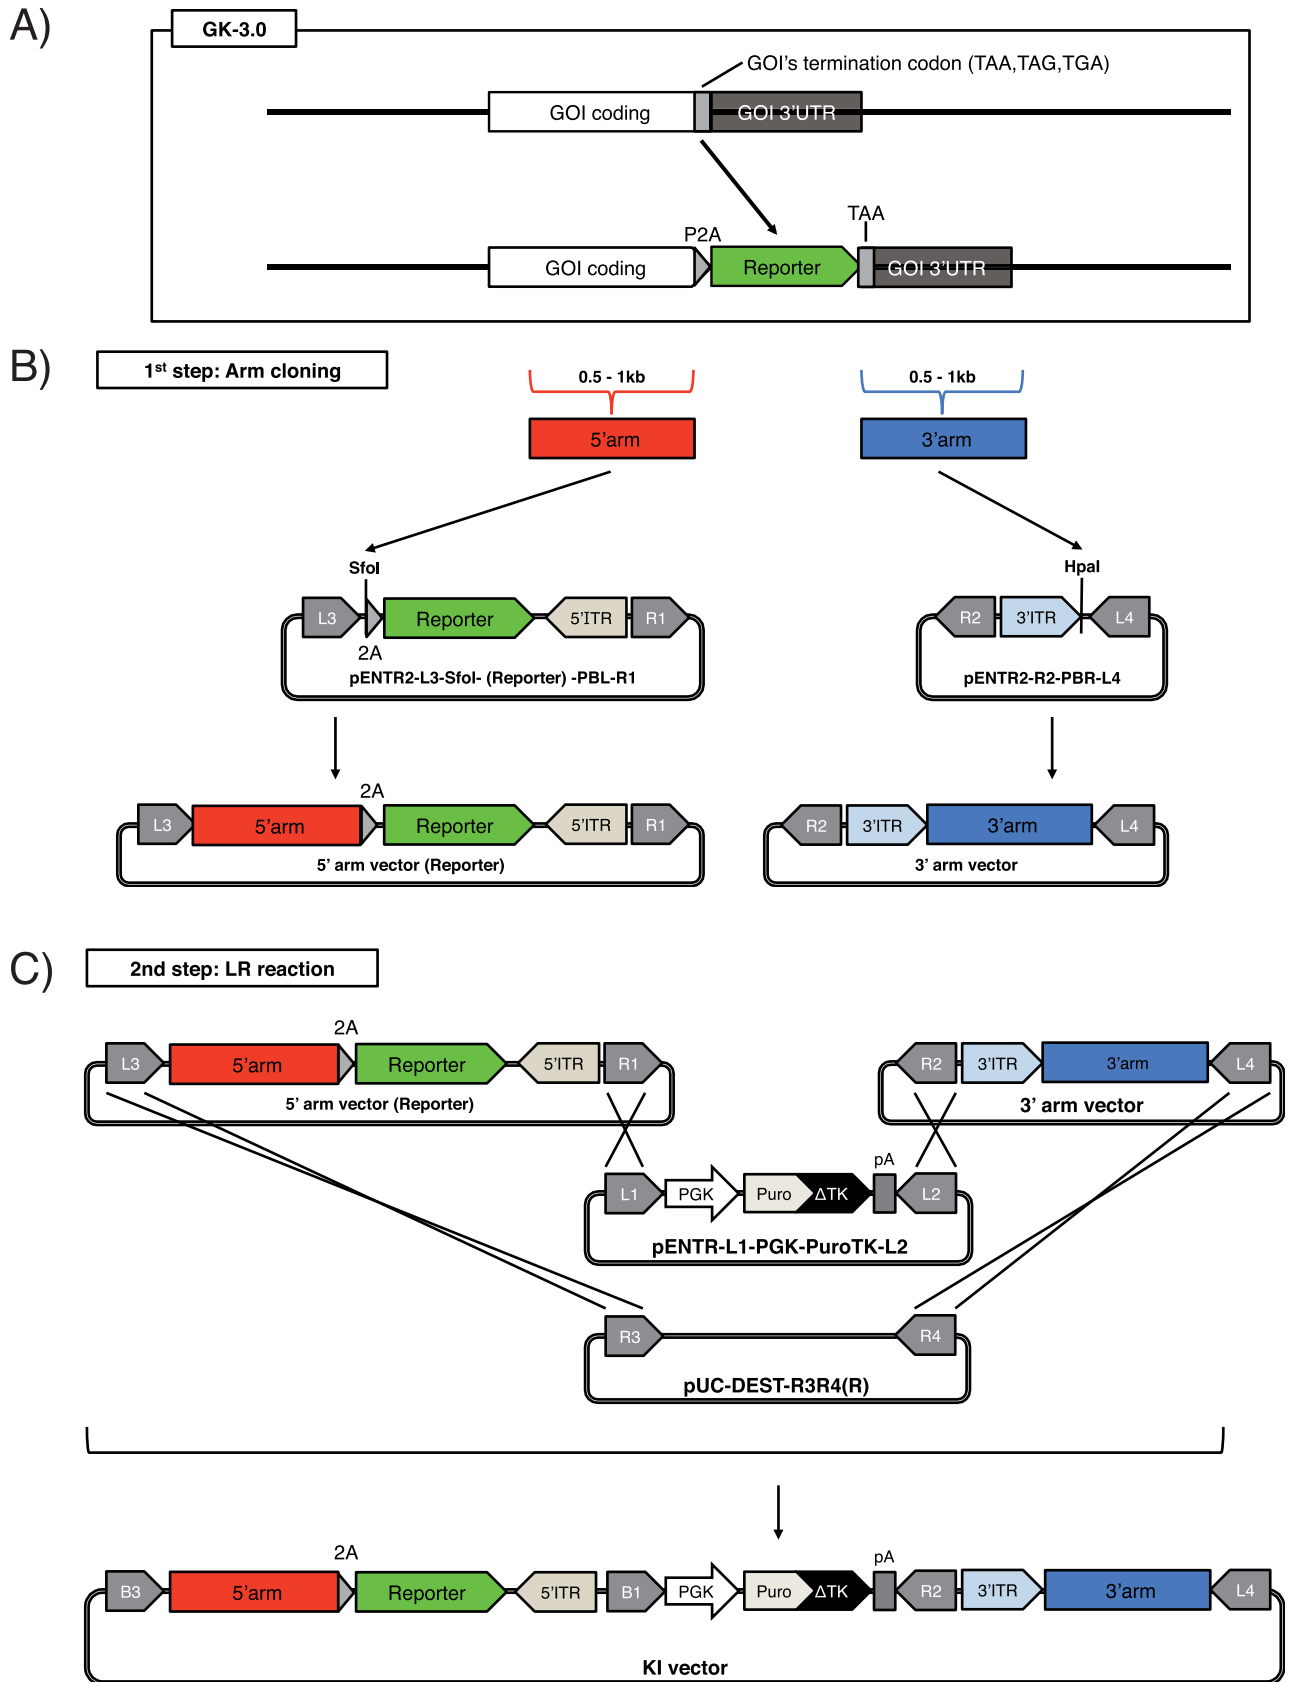 A)
GK-3.0
GOI's termination codon (TAA,TAG,TGA)
GOI coding
GOI 3'UTR
P2A
TAA
GOI coding
Reporter
GOI 3'UTR
B)
1st step: Arm cloning
0.5 - 1kb
0.5 - 1kb
5'arm
3'arm
SfoI
HpaI
L3
Reporter
5'ITR
R1
R2
3'ITR
L4
2A
pENTR2-L3-SfoI- (Reporter) -PBL-R1
pENTR2-R2-PBR-L4
2A
L3
5'arm
Reporter
5'ITR
R1
R2
3'ITR
3'arm
L4
5' arm vector (Reporter)
3' arm vector
C)
2nd step: LR reaction
2A
L3
5'arm
Reporter
5'ITR
R1
R2
3'ITR
3'arm
L4
5' arm vector (Reporter)
3' arm vector
pA
L1
PGK
Puro
ΔTK
L2
pENTR-L1-PGK-PuroTK-L2
R3
R4
pUC-DEST-R3R4(R)
2A
pA
B3
5'arm
Reporter
5'ITR
B1
PGK
Puro
ΔTK
R2
3'ITR
3'arm
L4
KI vector